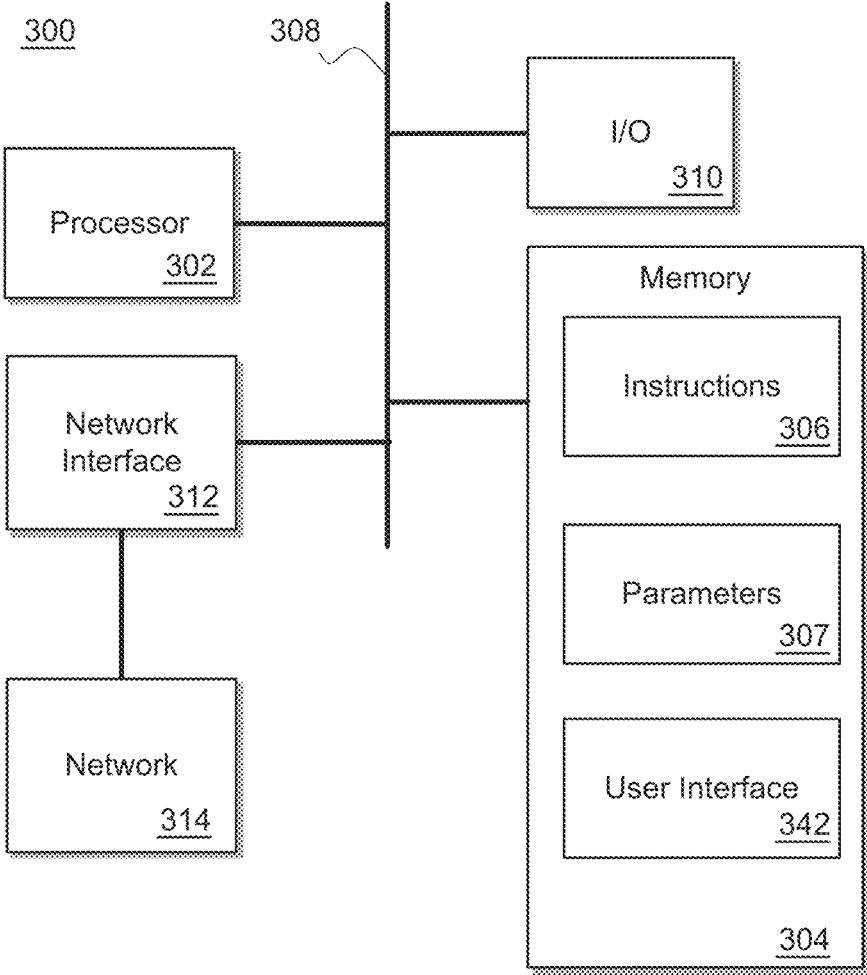 300
308
I/O
310
Processor
302
Memory
Instructions
306
Network
Interface
312
Parameters
307
Network
314
User Interface
342
304